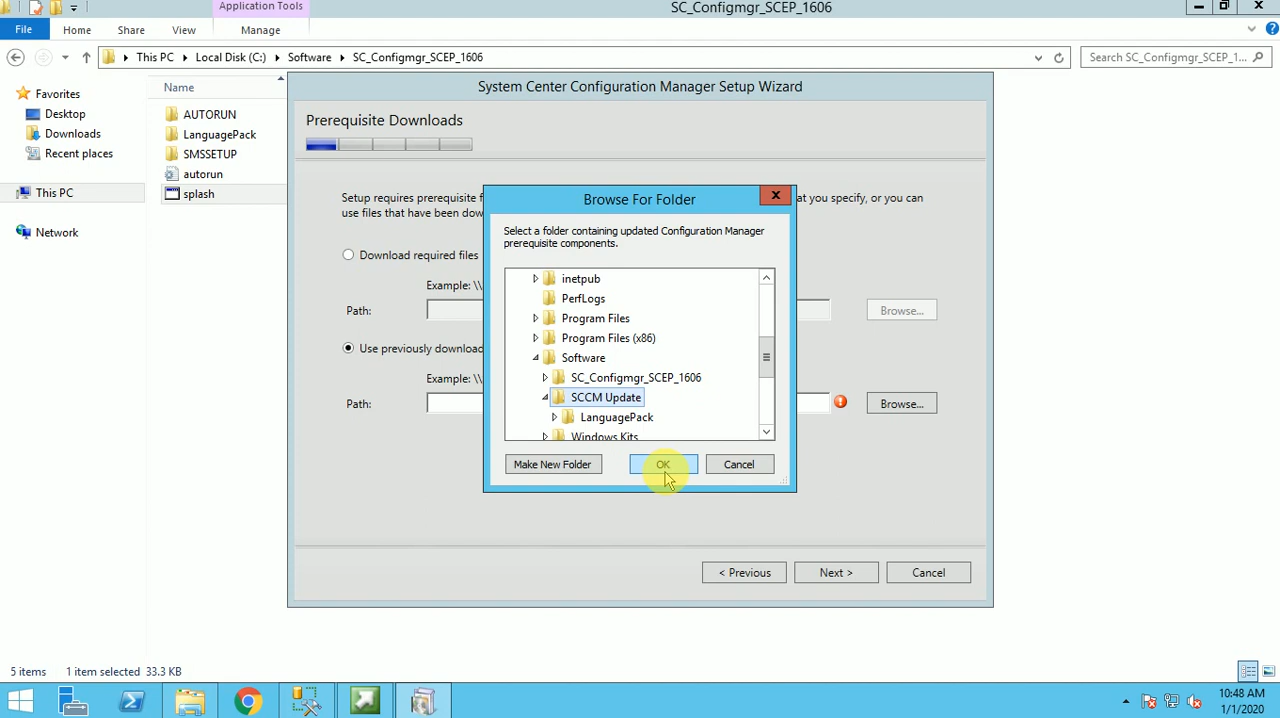 Application Tools
SC_Configmgr_SCEP_1606
File Home Share View Manage
This PC Local Disk (C:) Software SC_Configmgr_SCEP_1606
Search SC_Configmgr_SCEP_1...
Favorites
Desktop
Downloads
Recent places
This PC
Network
Name
AUTORUN
LanguagePack
SMSSETUP
autorun
splash
System Center Configuration Manager Setup Wizard
Prerequisite Downloads
Setup requires prerequisite f
at you specify, or you can
use files that have been dow
Download required files
Example: \\
Path:
Browse...
Use previously download
Example: \\
Path:
Browse...
Browse For Folder
Select a folder containing updated Configuration Manager
prerequisite components.
inetpub
PerfLogs
Program Files
Program Files (x86)
Software
SC_Configmgr_SCEP_1606
SCCM Update
LanguagePack
Windows Kits
Make New Folder OK Cancel
< Previous Next > Cancel
5 items 1 item selected 33.3 KB
10:48 AM
1/1/2020